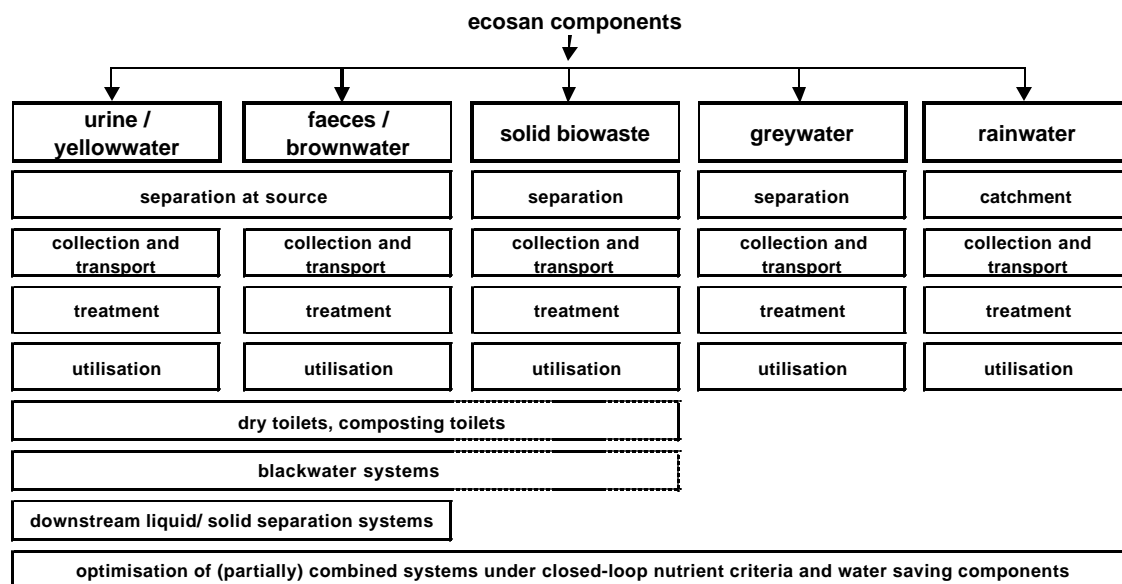 ecosan components
urine /
yellowwater
faeces /
brownwater
solid biowaste
greywater
rainwater
separation at source
separation
separation
catchment
collection and
transport
collection and
transport
collection and
transport
collection and
transport
collection and
transport
treatment
treatment
treatment
treatment
treatment
utilisation
utilisation
utilisation
utilisation
utilisation
dry toilets, composting toilets
blackwater systems
downstream liquid/ solid separation systems
optimisation of (partially) combined systems under closed-loop nutrient criteria and water saving components